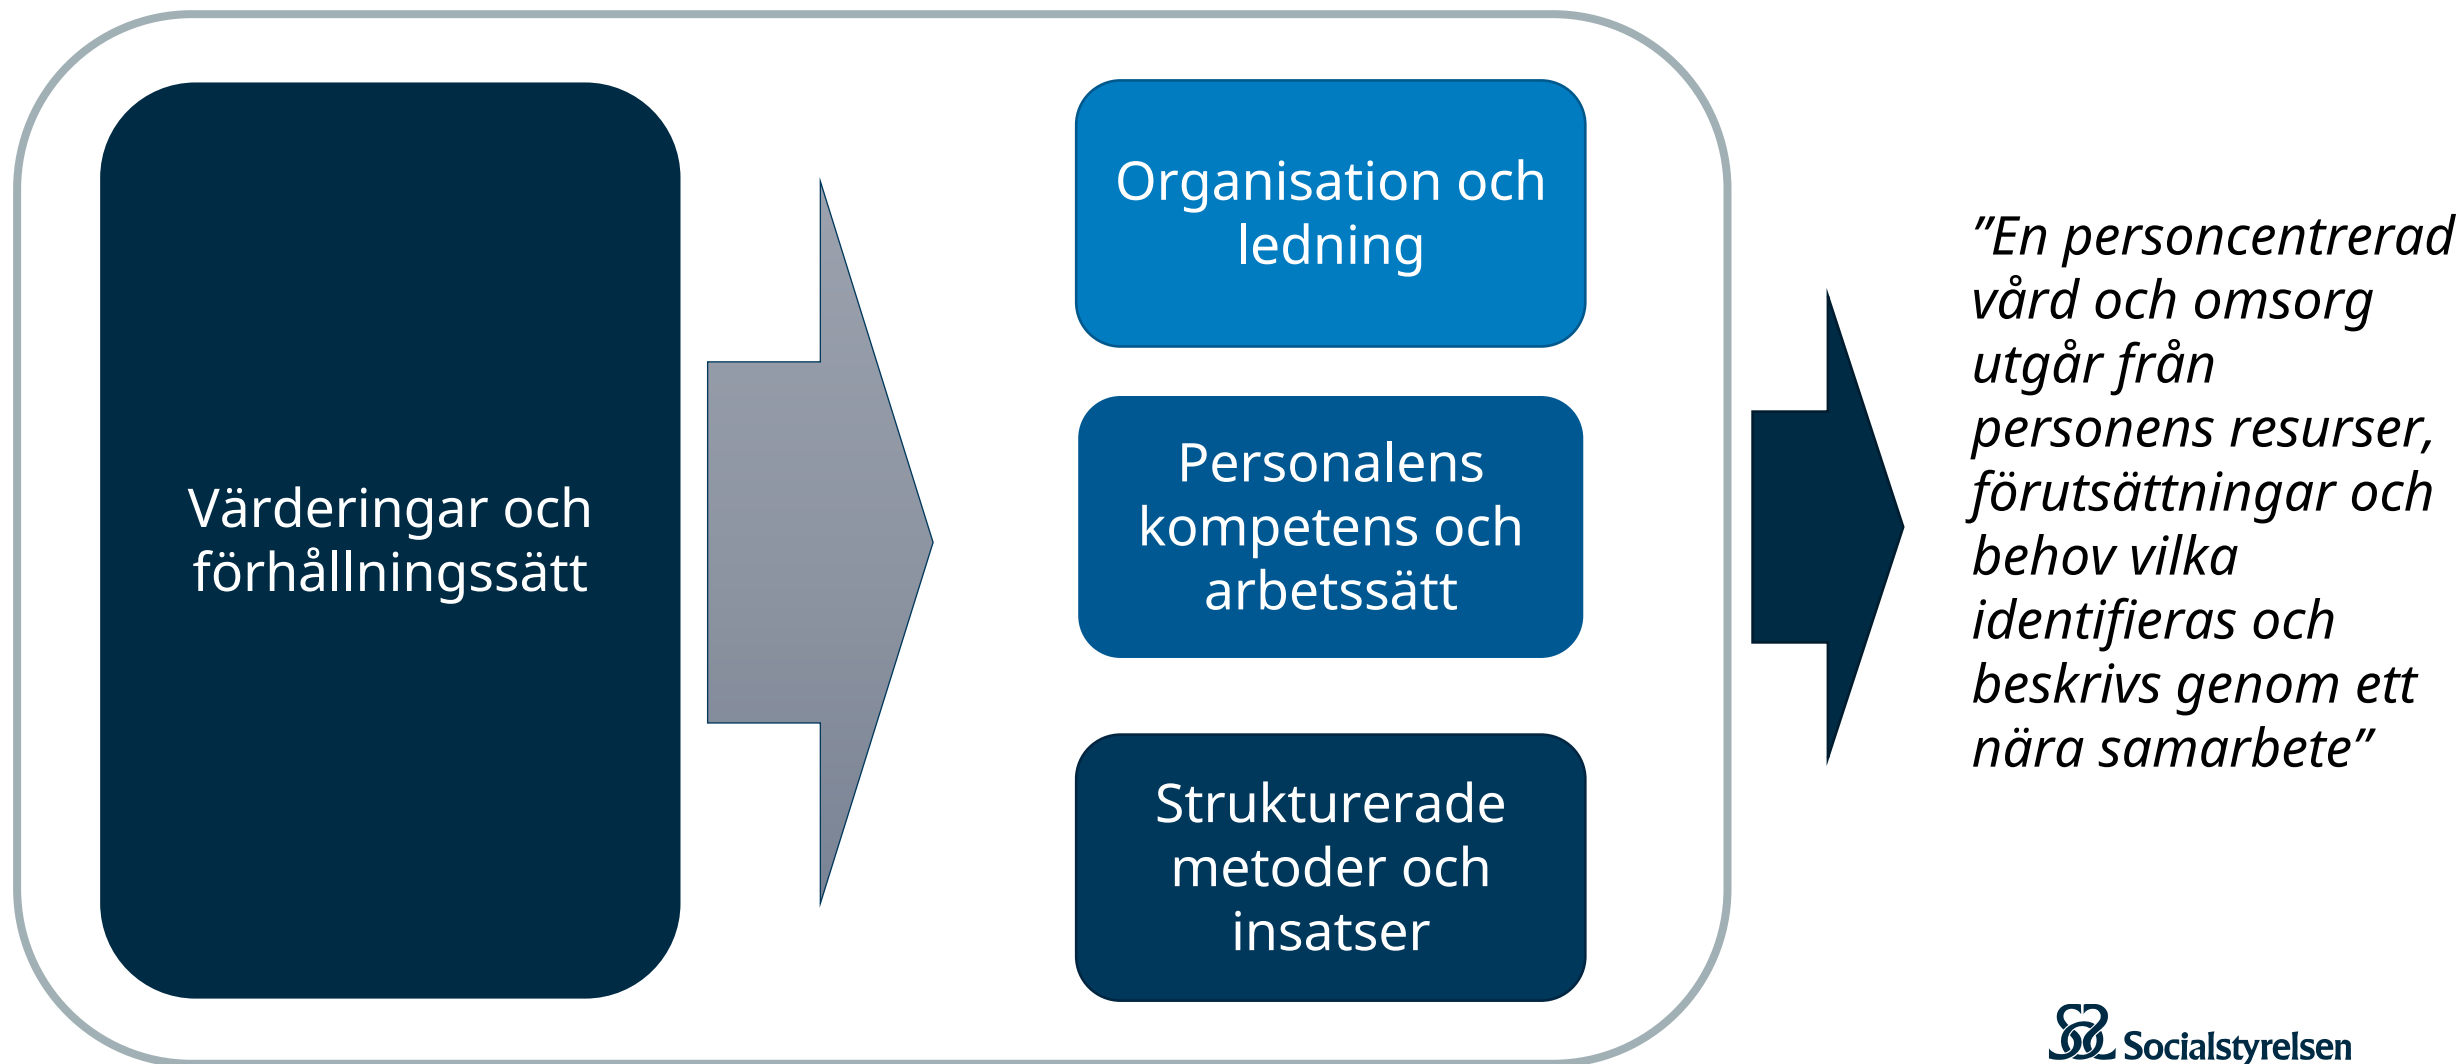 Värderingar och
förhållningssätt
Organisation och
ledning
Personalens
kompetens och
arbetssätt
Strukturerade
metoder och
insatser
”En personcentrerad
vård och omsorg
utgår från
personens resurser,
förutsättningar och
behov vilka
identifieras och
beskrivs genom ett
nära samarbete”
Socialstyrelsen